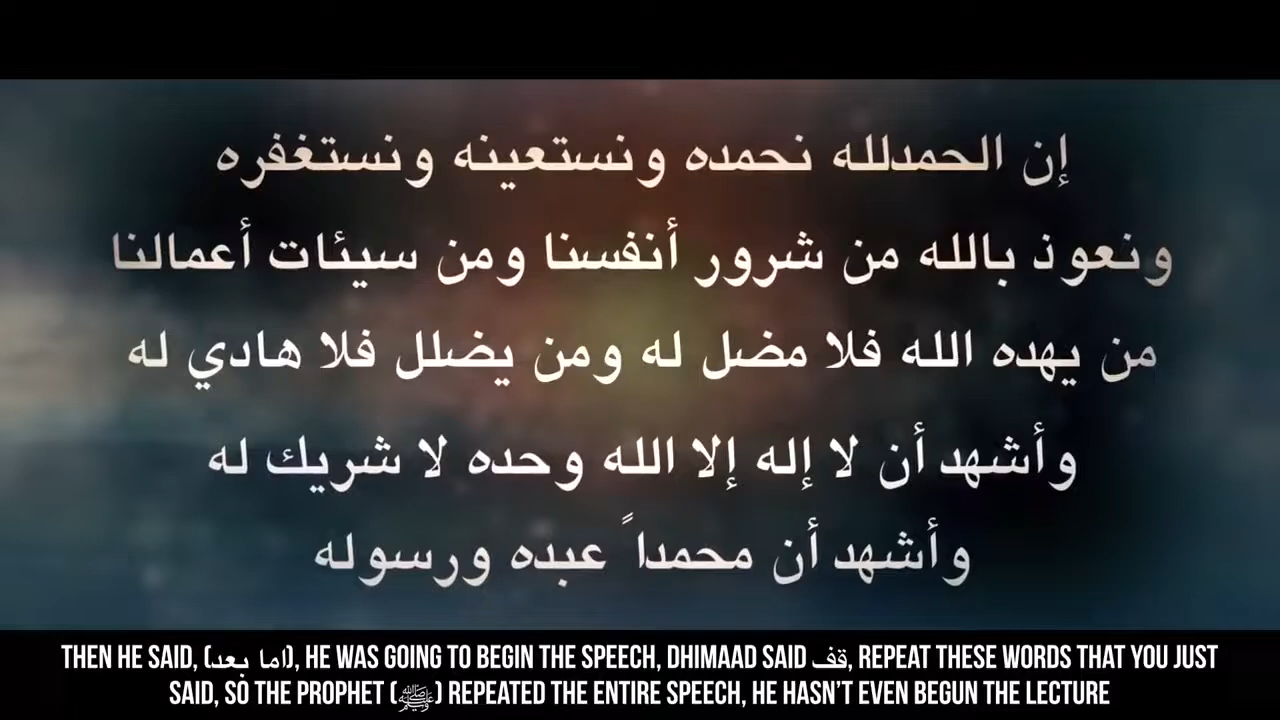 إن الحمدلله نحمده ونستعينه ونستغفره
ونعوذ بالله من شرور أنفسنا ومن سيئات أعمالنا
من يهده الله فلا مضل له ومن يضلل فلا هادي له
وأشهد أن لا إله إلا الله وحده لا شريك له
وأشهد أن محمداً عبده ورسوله
THEN HE SAID, (اما بعد), HE WAS GOING TO BEGIN THE SPEECH, DHIMAAD SAID قف, REPEAT THESE WORDS THAT YOU JUST
SAID, SO THE PROPHET (ﷺ) REPEATED THE ENTIRE SPEECH, HE HASN'T EVEN BEGUN THE LECTURE